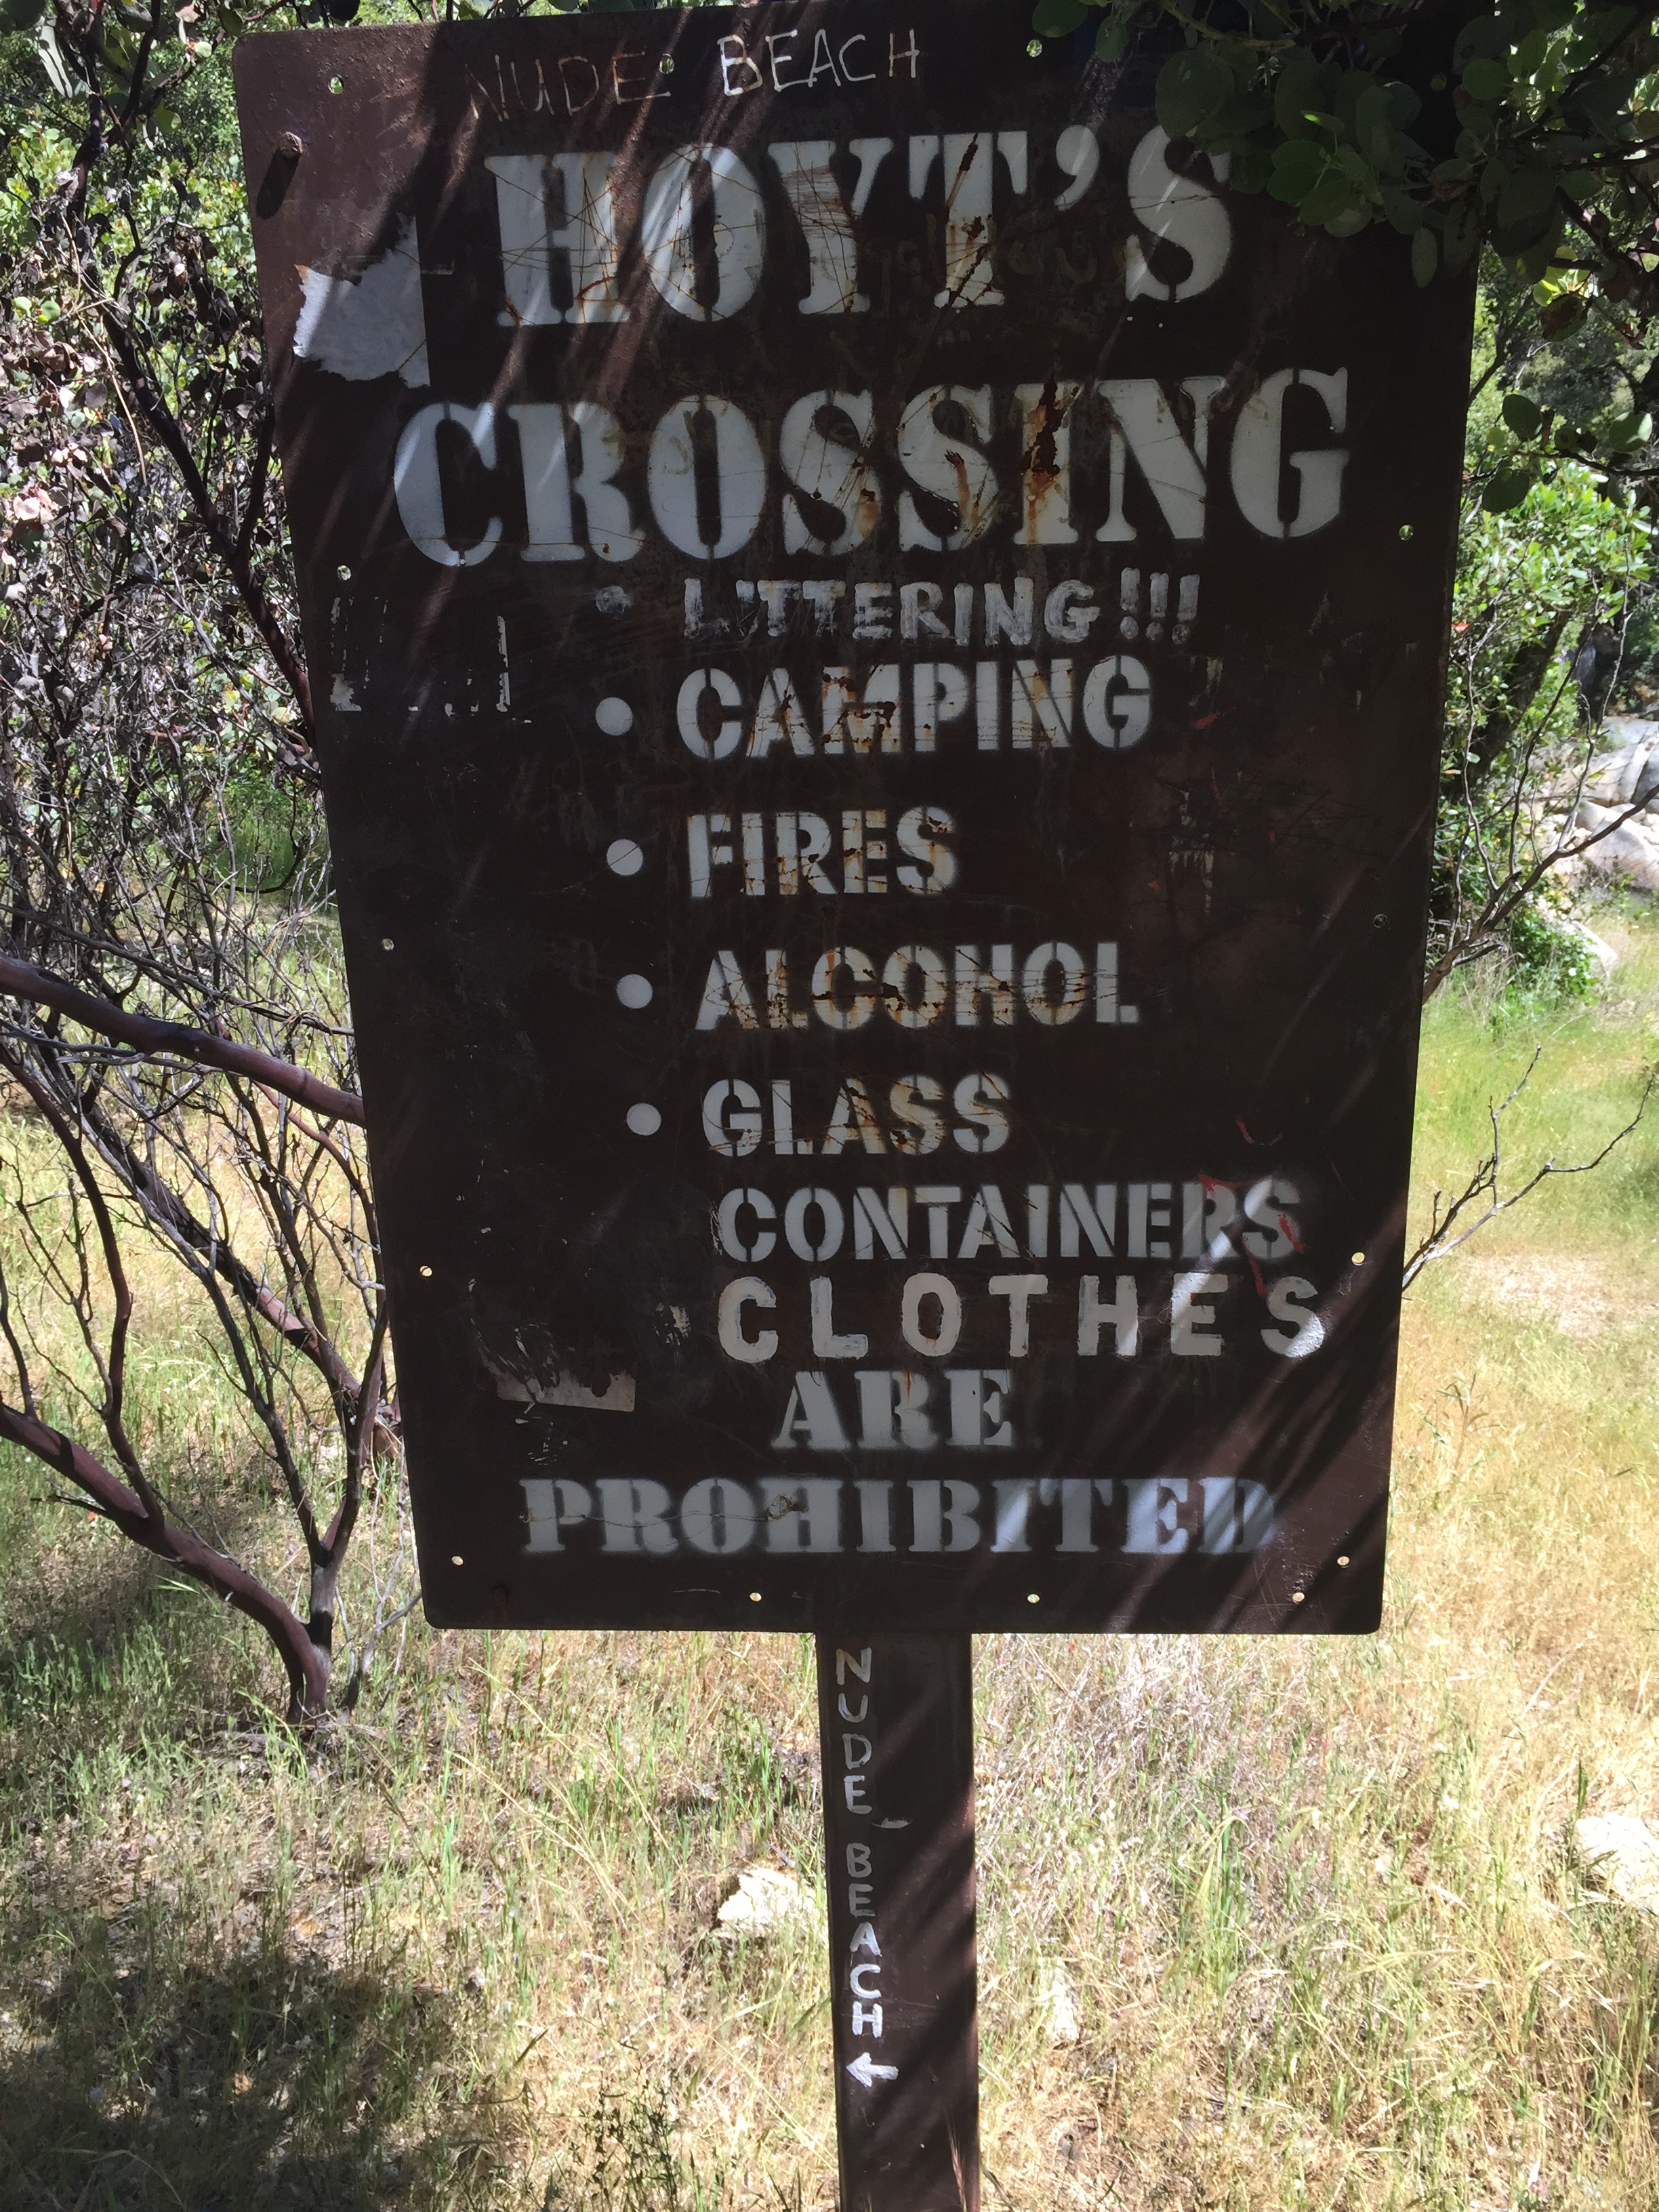 NUDE BEACH
HOYT'S
CROSSING
• LITTERING!!!
• CAMPING
• FIRES
• ALCOHOL
• GLASS
CONTAINERS
CLOTHES
ARE
PROHIBITED
NUDE BEACH ←